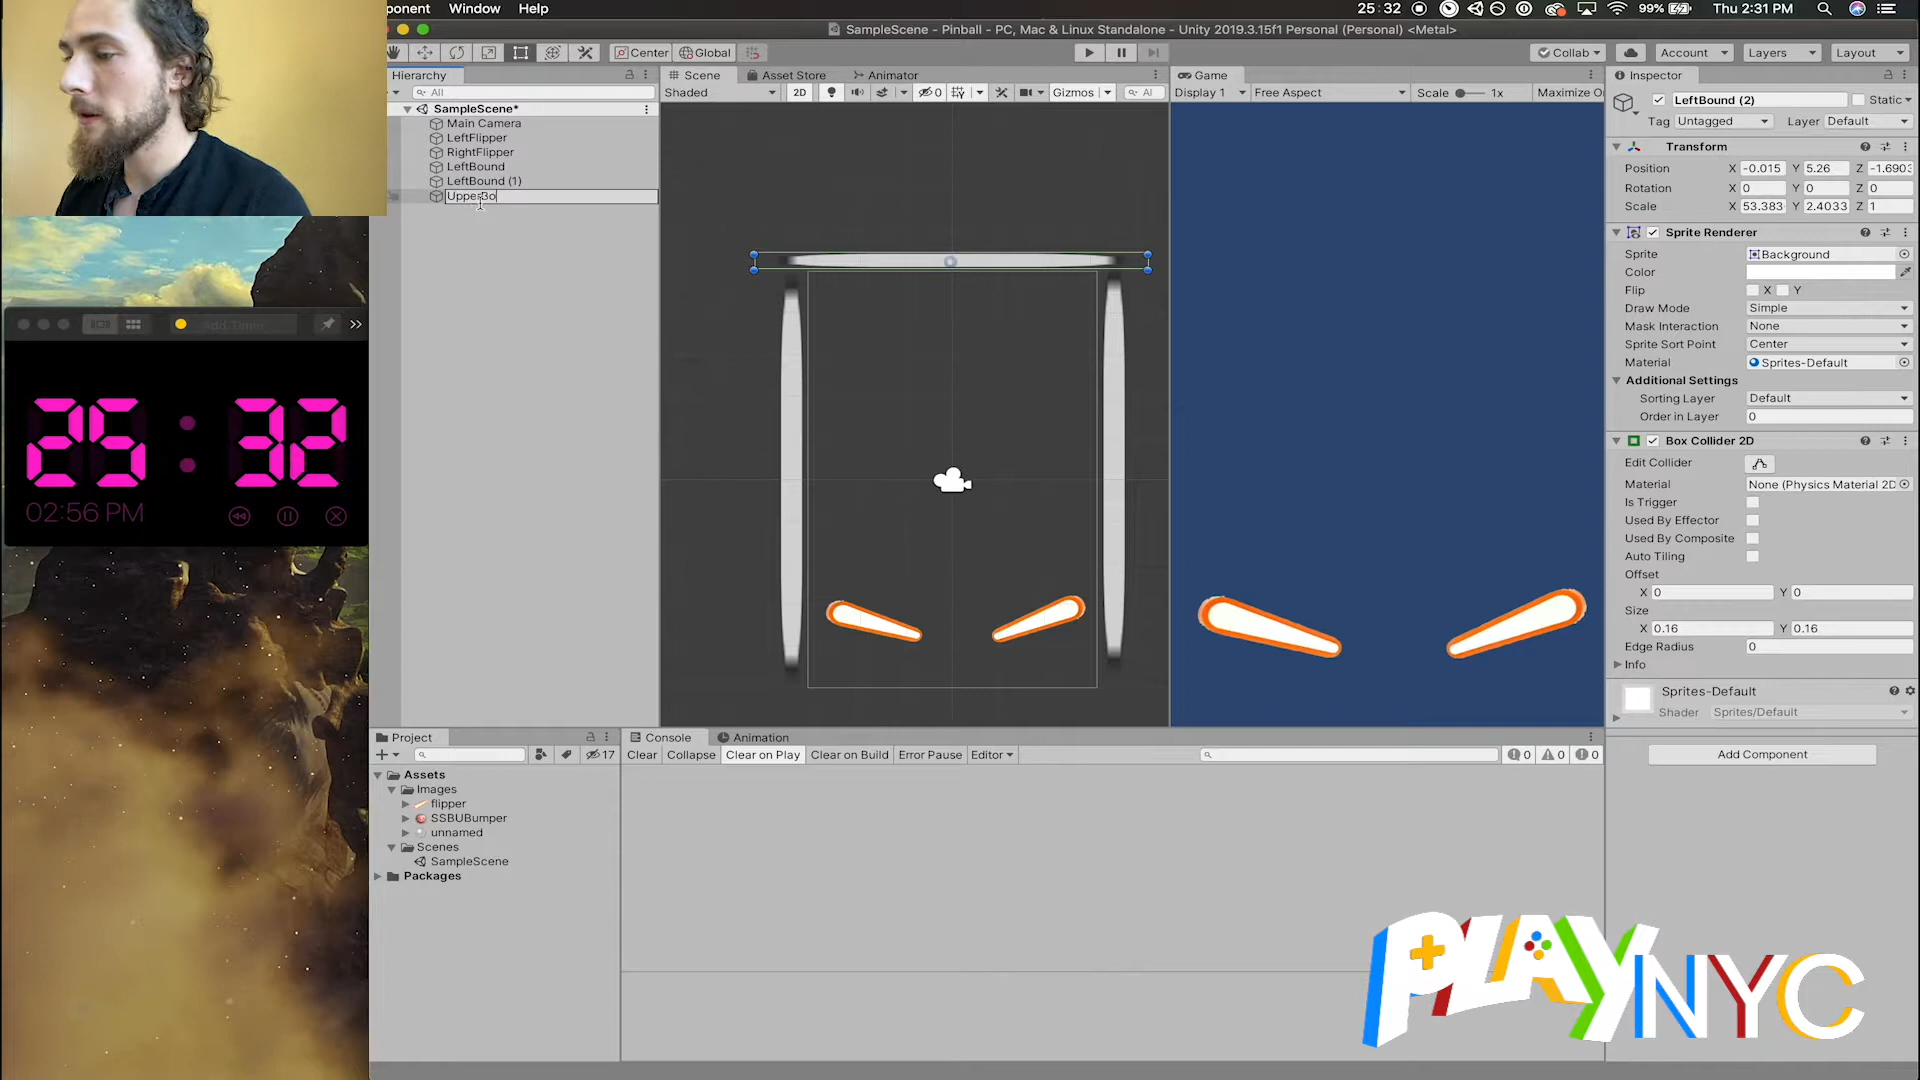 ponent Window Help
25:32 99% Thu 2:31 PM
SampleScene - Pinball - PC, Mac & Linux Standalone - Unity 2019.3.15f1 Personal (Personal) <Metal>
Center Global Collab Account Layers Layout
Hierarchy
All
SampleScene*
Main Camera
LeftFlipper
RightFlipper
LeftBound
LeftBound (1)
UpperBo
Scene Asset Store Animator
Shaded 2D 0 Gizmos Al
Game
Display 1 Free Aspect Scale 1x Maximize O
Inspector
LeftBound (2) Static
Tag Untagged Layer Default
Transform
Position X -0.015 Y 5.26 Z -1.690
Rotation X 0 Y 0 Z 0
Scale X 53.383 Y 2.4033 Z 1
Sprite Renderer
Sprite Background
Color
Flip X Y
Draw Mode Simple
Mask Interaction None
Sprite Sort Point Center
Material Sprites-Default
Additional Settings
Sorting Layer Default
Order in Layer 0
Box Collider 2D
Edit Collider
Material None (Physics Material 2D
Is Trigger
Used By Effector
Used By Composite
Auto Tiling
Offset
X 0 Y 0
Size
X 0.16 Y 0.16
Edge Radius 0
Info
Sprites-Default
Shader Sprites/Default
Add Component
Add Timer
25:32
02:56 PM
Project
17
Assets
Images
flipper
SSBUBumper
unnamed
Scenes
SampleScene
Packages
Console Animation
Clear Collapse Clear on Play Clear on Build Error Pause Editor 0 0 0
PLAY NYC